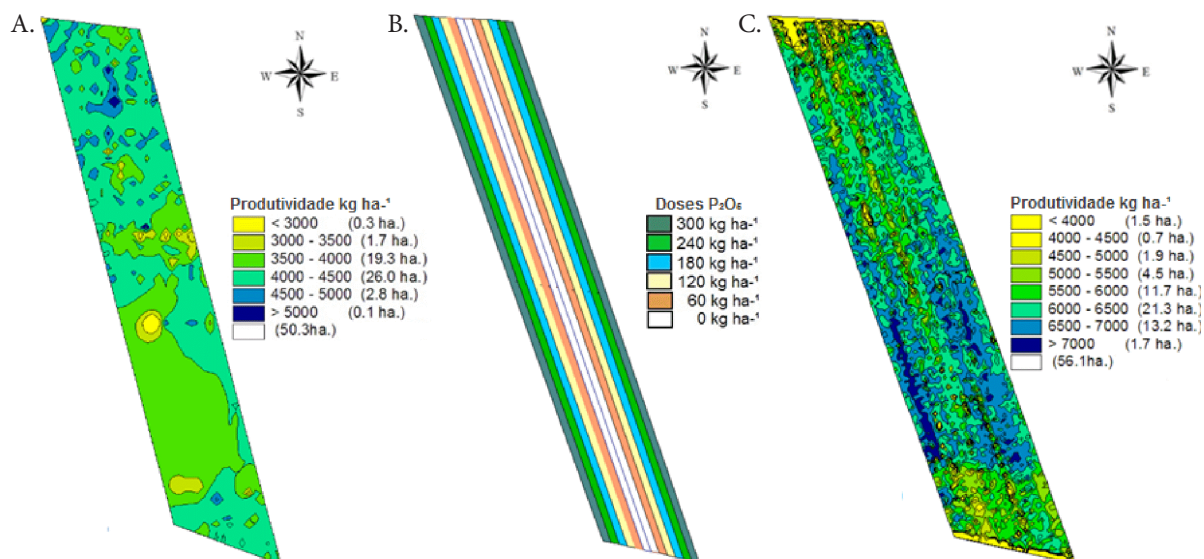 A.
N
W
E
S
Produtividade kg ha-¹
< 3000 (0.3 ha.)
3000 - 3500 (1.7 ha.)
3500 - 4000 (19.3 ha.)
4000 - 4500 (26.0 ha.)
4500 - 5000 (2.8 ha.)
> 5000 (0.1 ha.)
(50.3ha.)
B.
N
W
E
S
Doses P₂O₅
300 kg ha-¹
240 kg ha-¹
180 kg ha-¹
120 kg ha-¹
60 kg ha-¹
0 kg ha-¹
C.
N
W
E
S
Produtividade kg ha-¹
< 4000 (1.5 ha.)
4000 - 4500 (0.7 ha.)
4500 - 5000 (1.9 ha.)
5000 - 5500 (4.5 ha.)
5500 - 6000 (11.7 ha.)
6000 - 6500 (21.3 ha.)
6500 - 7000 (13.2 ha.)
> 7000 (1.7 ha.)
(56.1ha.)